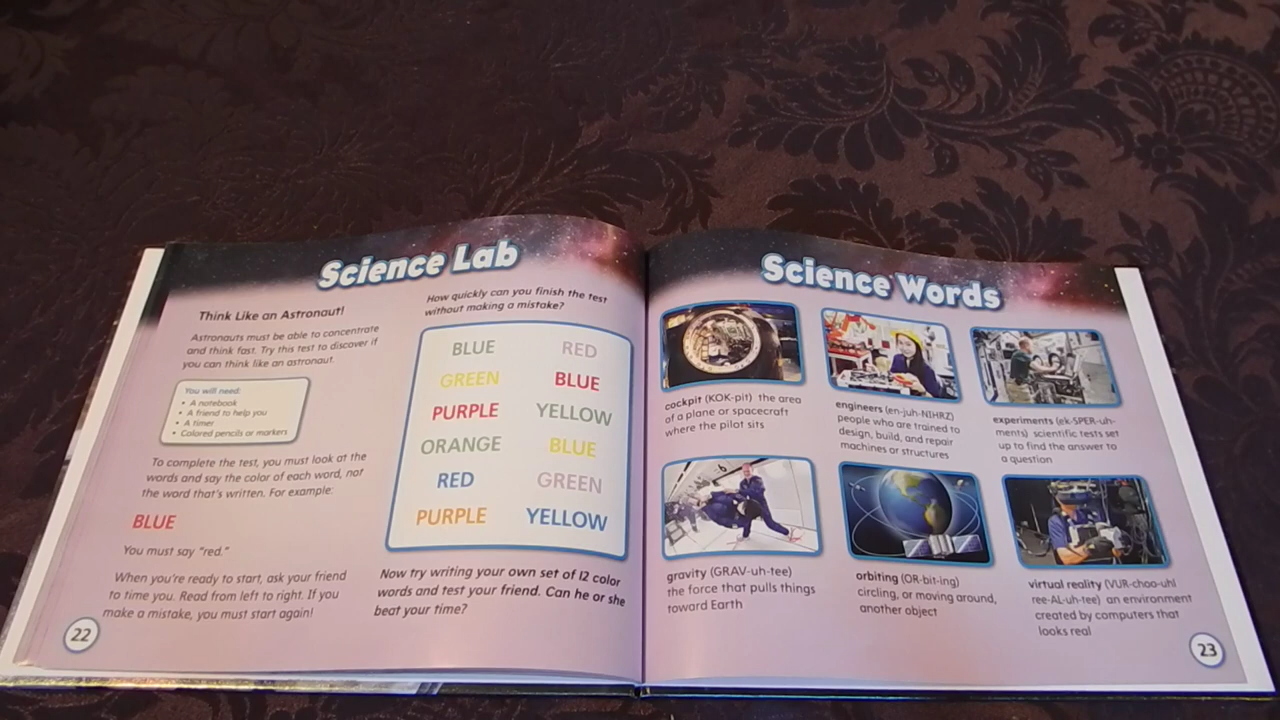 Science Lab
Think Like an Astronaut!
Astronauts must be able to concentrate
and think fast. Try this test to discover if
you can think like an astronaut.
You will need:
• A notebook
• A friend to help you
• A timer
• Colored pencils or markers
To complete the test, you must look at the
words and say the color of each word, not
the word that's written. For example:
BLUE
You must say "red."
When you're ready to start, ask your friend
to time you. Read from left to right. If you
make a mistake, you must start again!
22
How quickly can you finish the test
without making a mistake?
BLUE RED
GREEN BLUE
PURPLE YELLOW
ORANGE BLUE
RED GREEN
PURPLE YELLOW
Now try writing your own set of 12 color
words and test your friend. Can he or she
beat your time?
Science Words
cockpit (KOK-pit) the area
of a plane or spacecraft
where the pilot sits
engineers (en-juh-NIHRZ)
people who are trained to
design, build, and repair
machines or structures
experiments (ek-SPER-uh-
ments) scientific tests set
up to find the answer to
a question
gravity (GRAV-uh-tee)
the force that pulls things
toward Earth
orbiting (OR-bit-ing)
circling, or moving around,
another object
virtual reality (VUR-choo-uhl
ree-AL-uh-tee) an environment
created by computers that
looks real
23